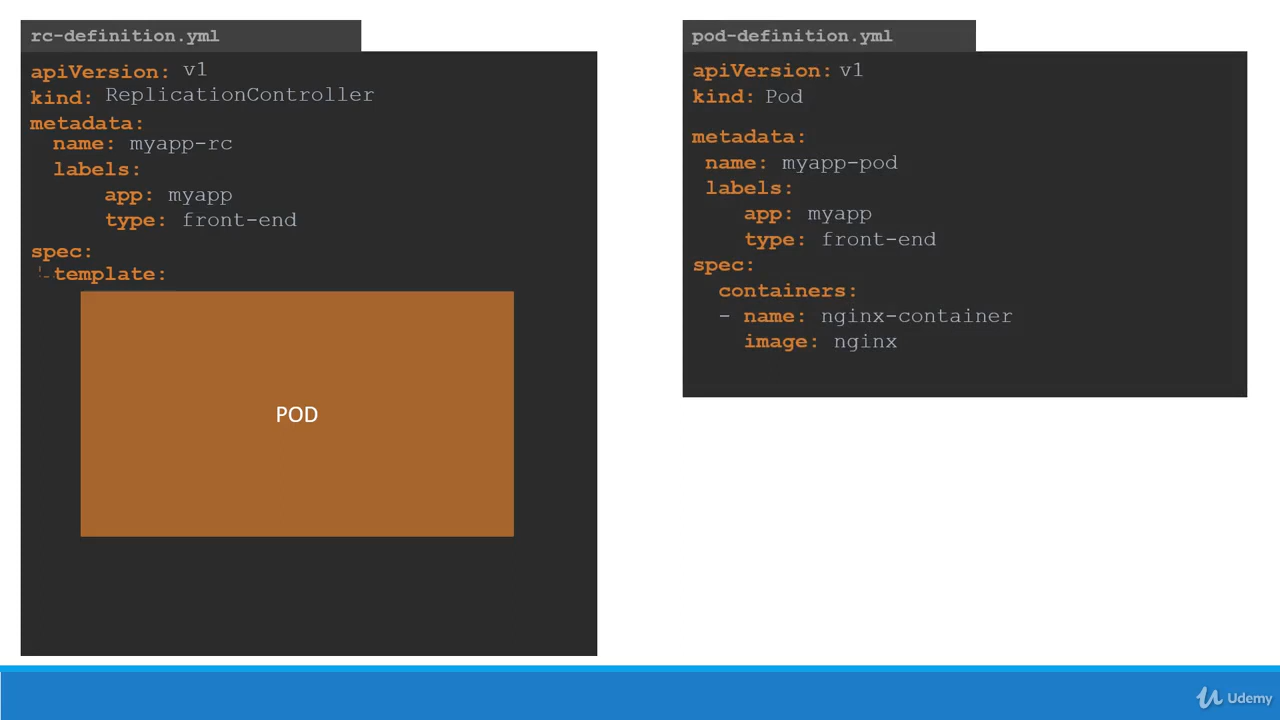 rc-definition.yml
apiVersion: v1
kind: ReplicationController
metadata:
name: myapp-rc
labels:
app: myapp
type: front-end
spec:
template:
POD
pod-definition.yml
apiVersion: v1
kind: Pod
metadata:
name: myapp-pod
labels:
app: myapp
type: front-end
spec:
containers:
- name: nginx-container
image: nginx
Udemy